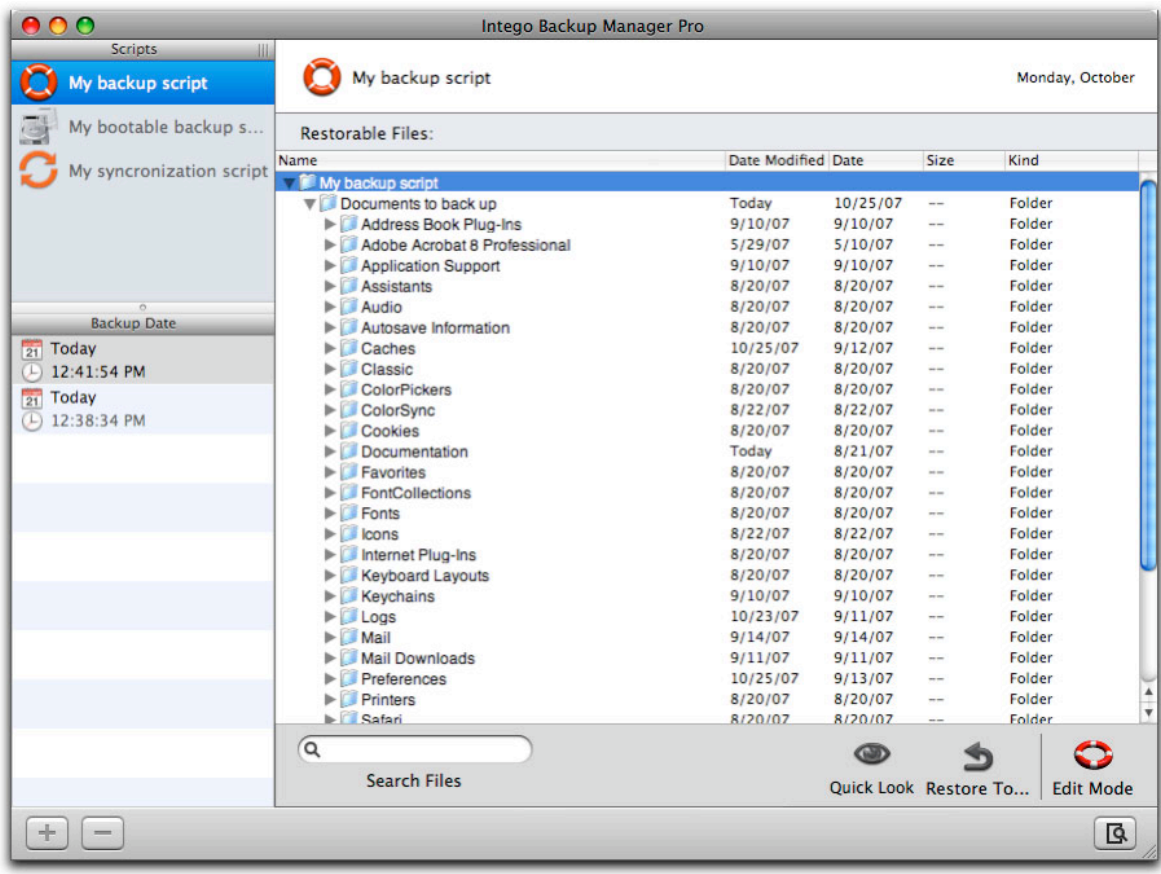 Intego Backup Manager Pro
Scripts
My backup script
My bootable backup s...
My syncronization script
Backup Date
21 Today
12:41:54 PM
21 Today
12:38:34 PM
My backup script Monday, October
Restorable Files:
Name Date Modified Date Size Kind
My backup script
Documents to back up Today 10/25/07 -- Folder
Address Book Plug-Ins 9/10/07 9/10/07 -- Folder
Adobe Acrobat 8 Professional 5/29/07 5/10/07 -- Folder
Application Support 9/10/07 9/10/07 -- Folder
Assistants 8/20/07 8/20/07 -- Folder
Audio 8/20/07 8/20/07 -- Folder
Autosave Information 8/20/07 8/20/07 -- Folder
Caches 10/25/07 9/12/07 -- Folder
Classic 8/20/07 8/20/07 -- Folder
ColorPickers 8/20/07 8/20/07 -- Folder
ColorSync 8/22/07 8/22/07 -- Folder
Cookies 8/20/07 8/20/07 -- Folder
Documentation Today 8/21/07 -- Folder
Favorites 8/20/07 8/20/07 -- Folder
FontCollections 8/20/07 8/20/07 -- Folder
Fonts 8/20/07 8/20/07 -- Folder
Icons 8/22/07 8/22/07 -- Folder
Internet Plug-Ins 8/20/07 8/20/07 -- Folder
Keyboard Layouts 8/20/07 8/20/07 -- Folder
Keychains 9/10/07 9/10/07 -- Folder
Logs 10/23/07 9/11/07 -- Folder
Mail 9/14/07 9/14/07 -- Folder
Mail Downloads 9/11/07 9/11/07 -- Folder
Preferences 10/25/07 9/13/07 -- Folder
Printers 8/20/07 8/20/07 -- Folder
Safari 8/20/07 8/20/07 -- Folder
Search Files
Quick Look Restore To... Edit Mode